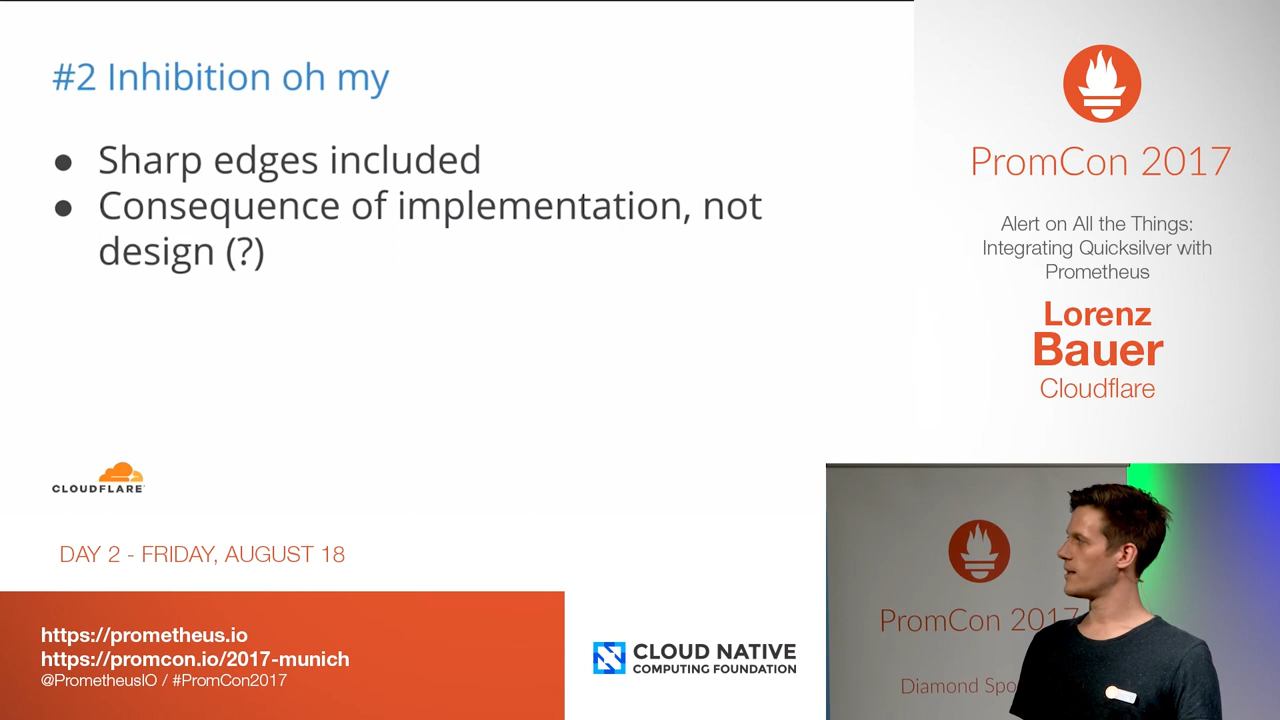 #2 Inhibition oh my
● Sharp edges included
● Consequence of implementation, not
design (?)
CLOUDFLARE
DAY 2 - FRIDAY, AUGUST 18
https://prometheus.io
https://promcon.io/2017-munich
@PrometheusIO / #PromCon2017
CLOUD NATIVE
COMPUTING FOUNDATION
PromCon 2017
Alert on All the Things:
Integrating Quicksilver with
Prometheus
Lorenz
Bauer
Cloudflare
PromCon 2017
Diamond Spo